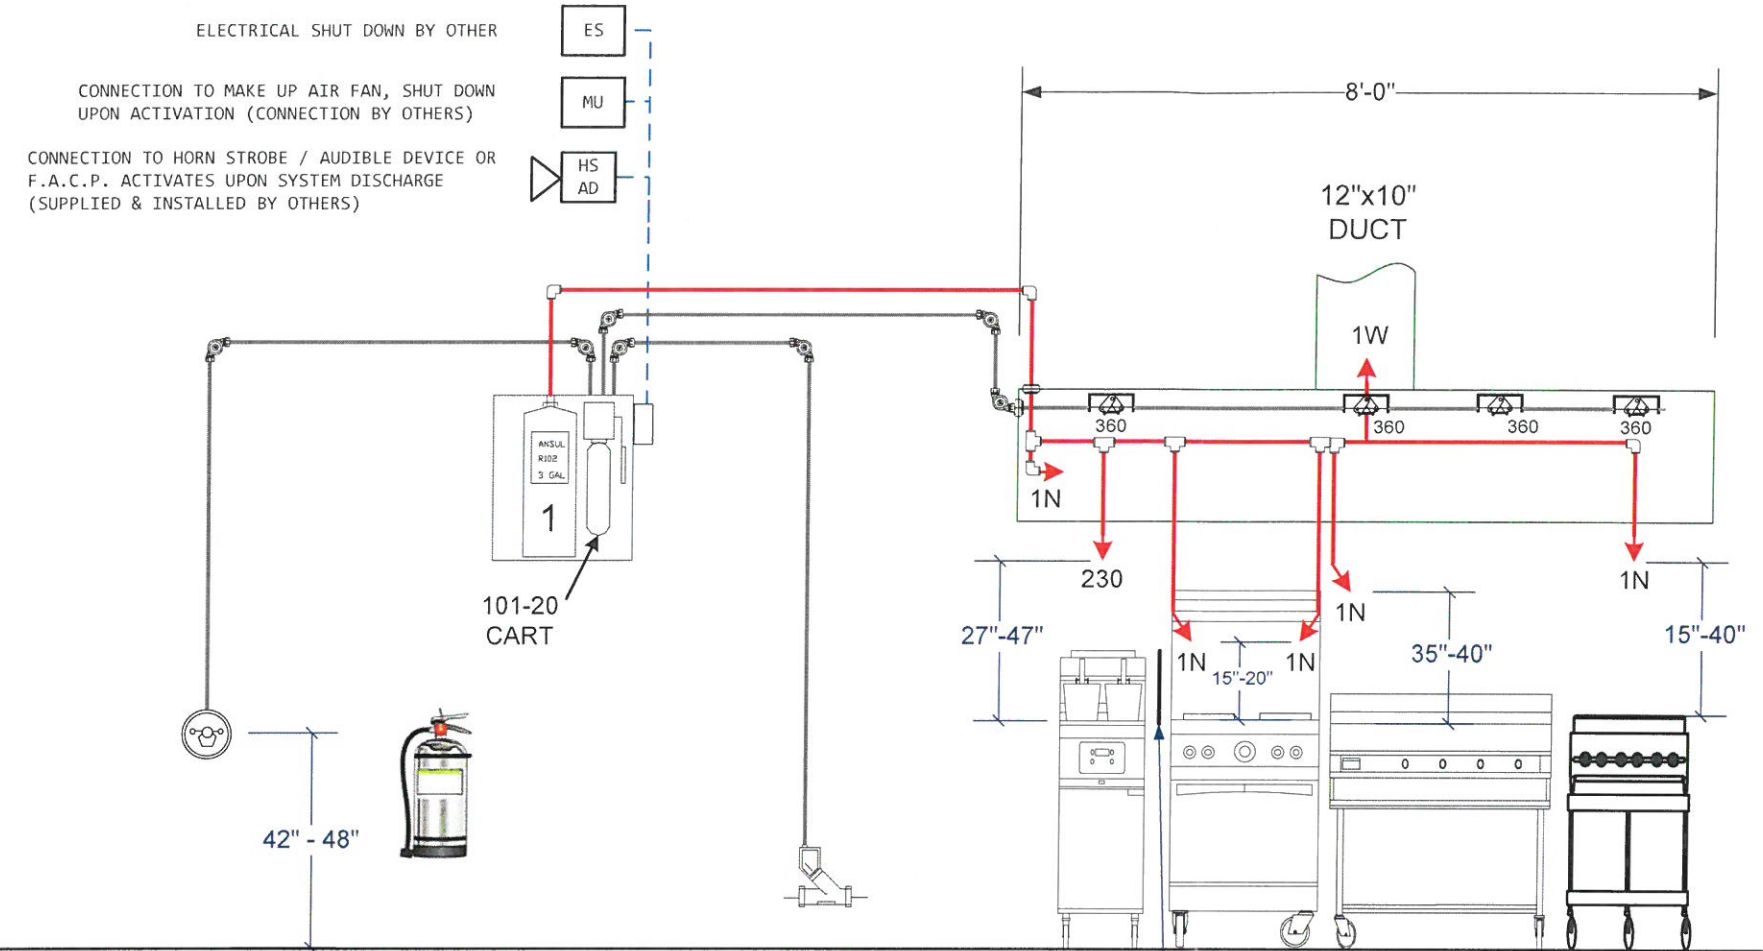 ELECTRICAL SHUT DOWN BY OTHER
ES
CONNECTION TO MAKE UP AIR FAN, SHUT DOWN
UPON ACTIVATION (CONNECTION BY OTHERS)
MU
CONNECTION TO HORN STROBE / AUDIBLE DEVICE OR
F.A.C.P. ACTIVATES UPON SYSTEM DISCHARGE
(SUPPLIED & INSTALLED BY OTHERS)
HS
AD
8'-0"
12"x10"
DUCT
1W
360
360
360
360
ANSUL
R102
3 GAL
1
1N
101-20
CART
230
1N
1N
1N
1N
27"-47"
15"-20"
35"-40"
15"-40"
42" - 48"